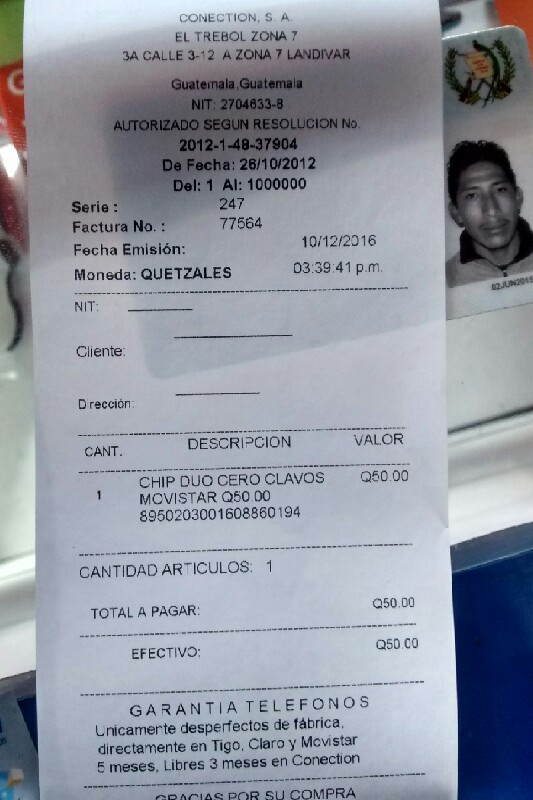 CONECTION, S. A.
EL TREBOL ZONA 7
3A CALLE 3-12 A ZONA 7 LANDIVAR
Guatemala,Guatemala
NIT: 2704633-8
AUTORIZADO SEGUN RESOLUCION No.
2012-1-48-37904
De Fecha: 26/10/2012
Del: 1 Al: 1000000
Serie : 247
Factura No. : 77564
Fecha Emisión: 10/12/2016
Moneda: QUETZALES 03:39:41 p.m.
NIT:
Cliente:
Dirección:
CANT. DESCRIPCION VALOR
1 CHIP DUO CERO CLAVOS Q50.00
MOVISTAR Q50.00
8950203001608860194
CANTIDAD ARTICULOS: 1
TOTAL A PAGAR: Q50.00
EFECTIVO: Q50.00
GARANTIA TELEFONOS
Unicamente desperfectos de fábrica,
directamente en Tigo, Claro y Movistar
5 meses, Libres 3 meses en Conection
GRACIAS POR SU COMPRA
02JUN2015